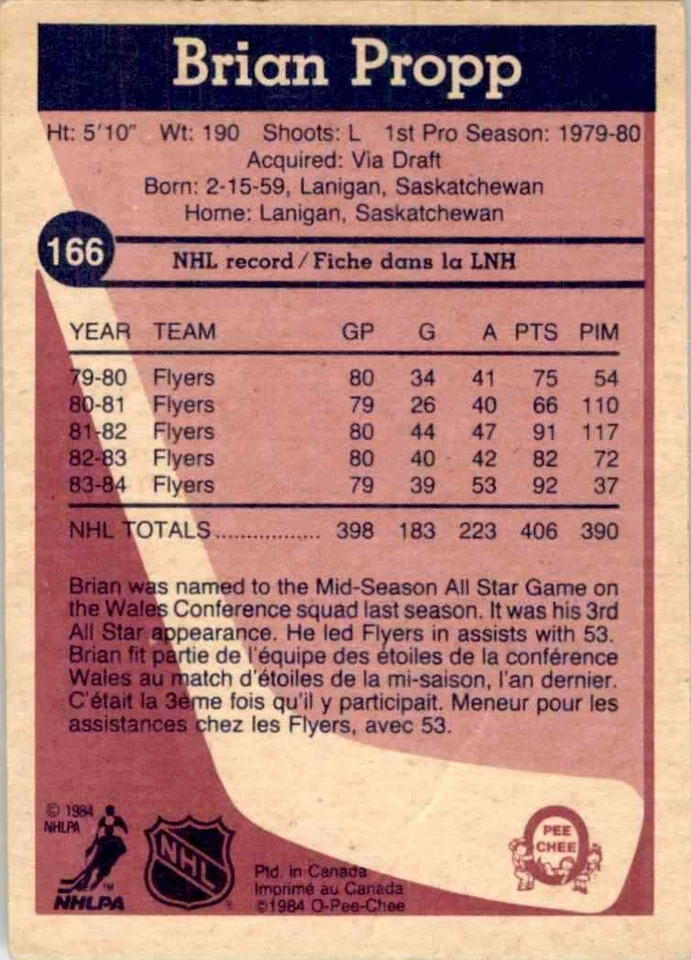 Brian Propp
Ht: 5'10" Wt: 190 Shoots: L 1st Pro Season: 1979-80
Acquired: Via Draft
Born: 2-15-59, Lanigan, Saskatchewan
Home: Lanigan, Saskatchewan
166
NHL record/Fiche dans la LNH
YEAR TEAM GP G A PTS PIM
79-80 Flyers 80 34 41 75 54
80-81 Flyers 79 26 40 66 110
81-82 Flyers 80 44 47 91 117
82-83 Flyers 80 40 42 82 72
83-84 Flyers 79 39 53 92 37
NHL TOTALS................ 398 183 223 406 390
Brian was named to the Mid-Season All Star Game on
the Wales Conference squad last season. It was his 3rd
All Star appearance. He led Flyers in assists with 53.
Brian fit partie de l'équipe des étoiles de la conférence
Wales au match d'étoiles de la mi-saison, l'an dernier.
C'était la 3eme fois qu'il y participait. Meneur pour les
assistances chez les Flyers, avec 53.
© 1984
NHLPA
TM
NHLPA
NHL
Ptd. in Canada
Imprimé au Canada
©1984 O-Pee-Chee
PEE
CHEE